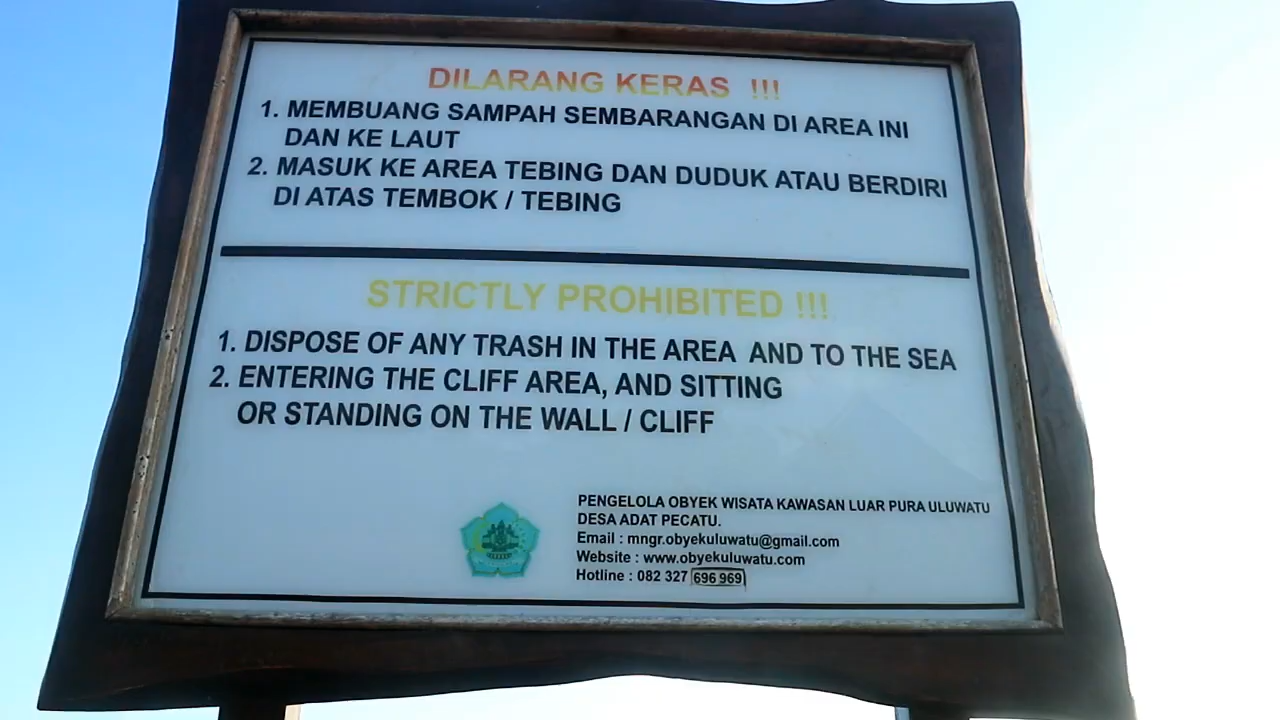 DILARANG KERAS !!!
1. MEMBUANG SAMPAH SEMBARANGAN DI AREA INI
DAN KE LAUT
2. MASUK KE AREA TEBING DAN DUDUK ATAU BERDIRI
DI ATAS TEMBOK / TEBING
STRICTLY PROHIBITED !!!
1. DISPOSE OF ANY TRASH IN THE AREA AND TO THE SEA
2. ENTERING THE CLIFF AREA, AND SITTING
OR STANDING ON THE WALL / CLIFF
PENGELOLA OBYEK WISATA KAWASAN LUAR PURA ULUWATU
DESA ADAT PECATU.
Email : mngr.obyekuluwatu@gmail.com
Website : www.obyekuluwatu.com
Hotline : 082 327 696 969